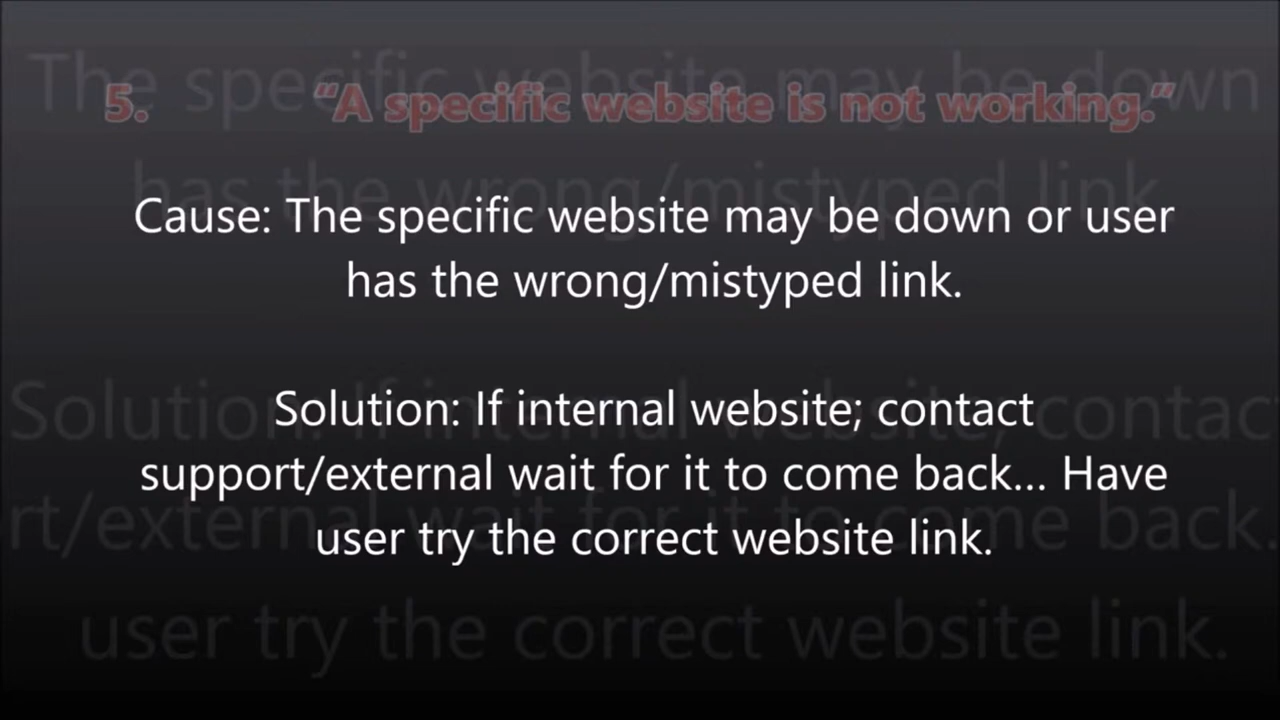 5. “A specific website is not working.”
Cause: The specific website may be down or user
has the wrong/mistyped link.
Solution: If internal website; contact
support/external wait for it to come back... Have
user try the correct website link.